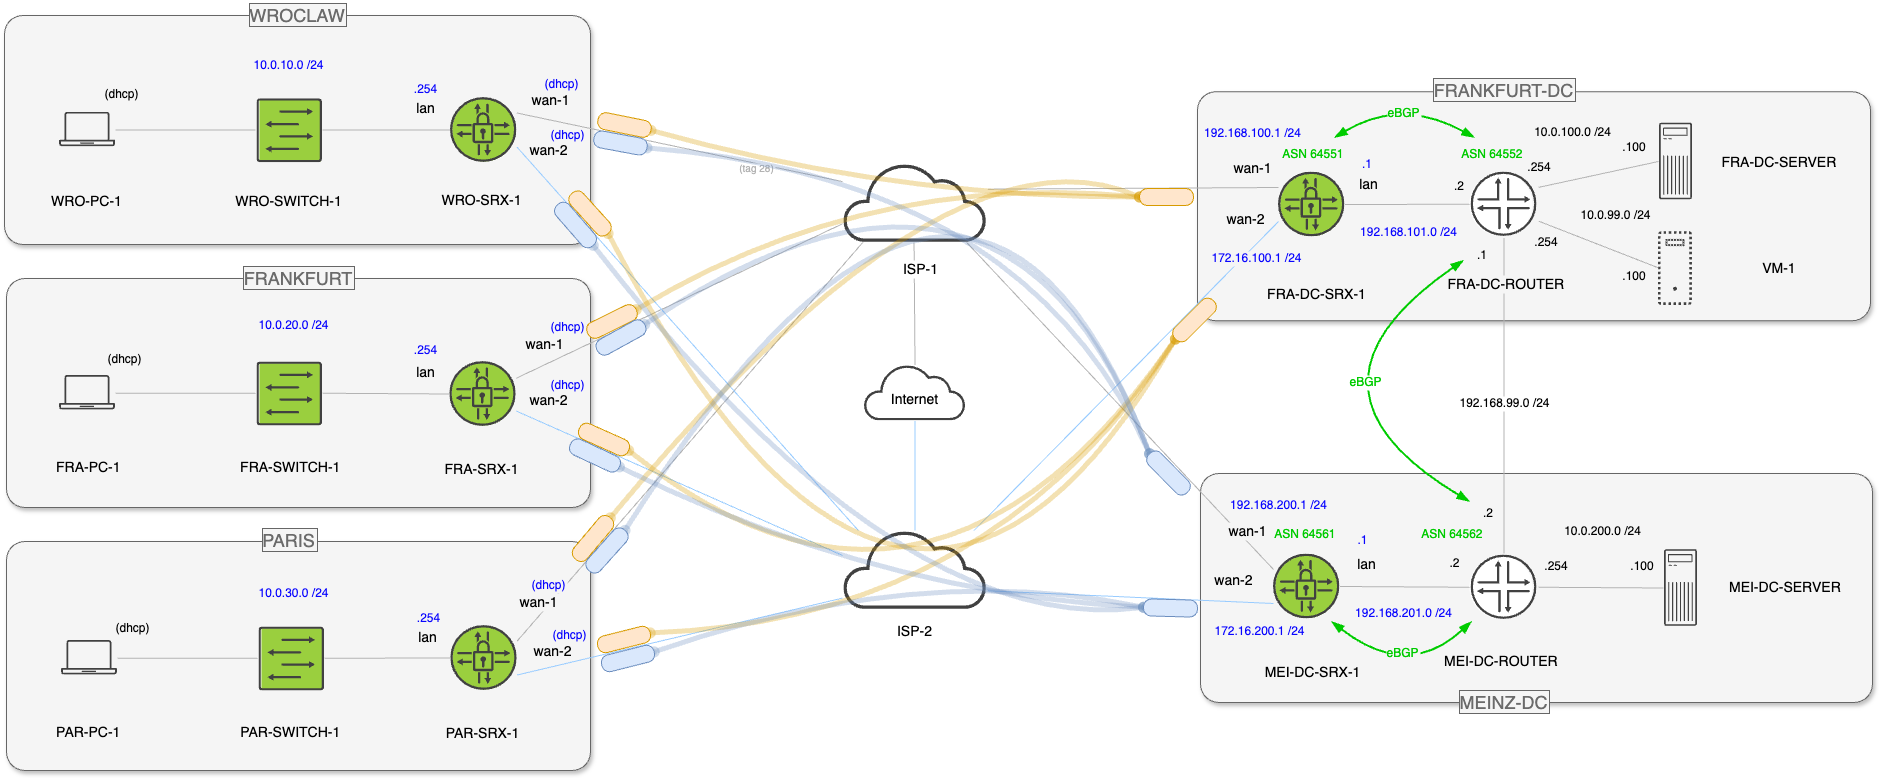 WROCLAW
10.0.10.0 /24
(dhcp)
.254
lan
(dhcp)
wan-1
(dhcp)
wan-2
WRO-PC-1
WRO-SWITCH-1
WRO-SRX-1
(tag 28)
FRANKFURT
10.0.20.0 /24
(dhcp)
.254
lan
(dhcp)
wan-1
(dhcp)
wan-2
FRA-PC-1
FRA-SWITCH-1
FRA-SRX-1
PARIS
10.0.30.0 /24
(dhcp)
.254
lan
(dhcp)
wan-1
(dhcp)
wan-2
PAR-PC-1
PAR-SWITCH-1
PAR-SRX-1
ISP-1
Internet
ISP-2
FRANKFURT-DC
192.168.100.1 /24
eBGP
ASN 64551
ASN 64552
wan-1
.1
lan
.2
wan-2
192.168.101.0 /24
172.16.100.1 /24
FRA-DC-SRX-1
10.0.100.0 /24
.100
.254
FRA-DC-SERVER
10.0.99.0 /24
.254
.1
.100
VM-1
FRA-DC-ROUTER
eBGP
192.168.99.0 /24
192.168.200.1 /24
.2
wan-1
ASN 64561
ASN 64562
.1
lan
.2
wan-2
192.168.201.0 /24
172.16.200.1 /24
eBGP
MEI-DC-SRX-1
MEI-DC-ROUTER
10.0.200.0 /24
.254
.100
MEI-DC-SERVER
MEINZ-DC